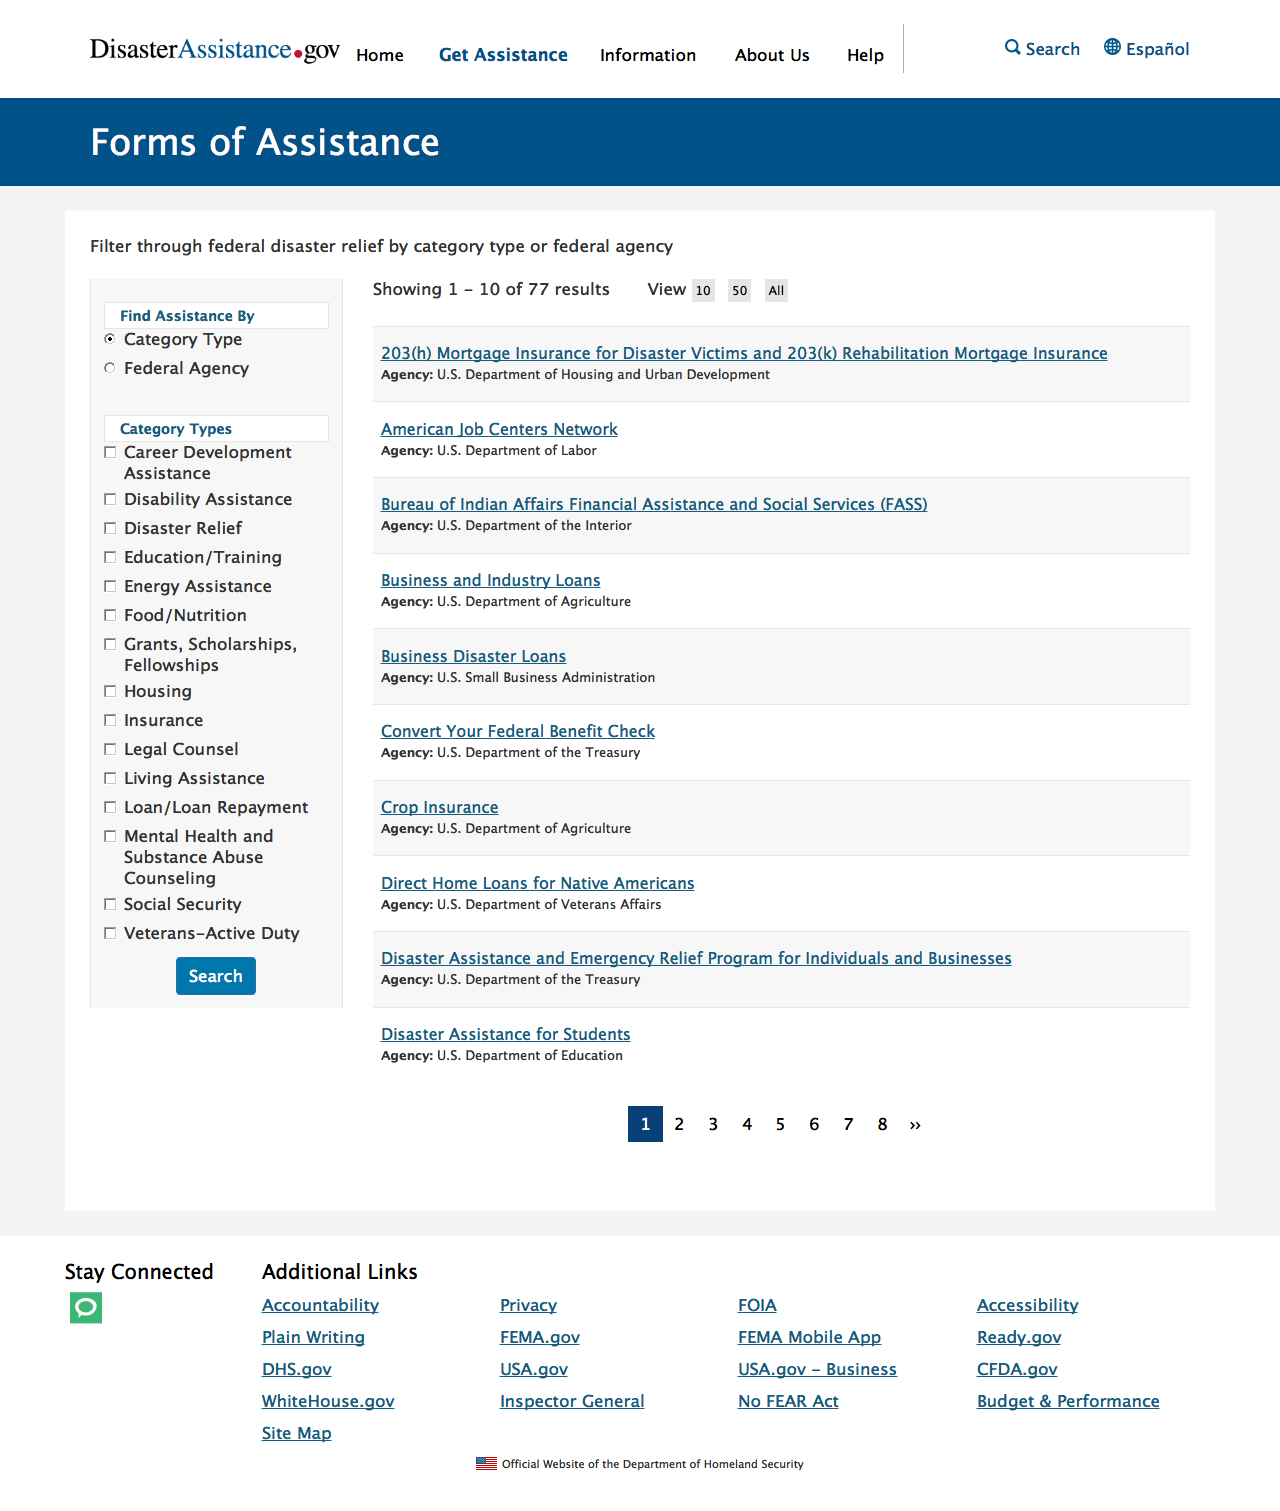 DisasterAssistance.gov
Home Get Assistance Information About Us Help
Search Español
Forms of Assistance
Filter through federal disaster relief by category type or federal agency
Find Assistance By
Category Type
Federal Agency
Category Types
Career Development
Assistance
Disability Assistance
Disaster Relief
Education/Training
Energy Assistance
Food/Nutrition
Grants, Scholarships,
Fellowships
Housing
Insurance
Legal Counsel
Living Assistance
Loan/Loan Repayment
Mental Health and
Substance Abuse
Counseling
Social Security
Veterans-Active Duty
Search
Showing 1 - 10 of 77 results View 10 50 All
203(h) Mortgage Insurance for Disaster Victims and 203(k) Rehabilitation Mortgage Insurance
Agency: U.S. Department of Housing and Urban Development
American Job Centers Network
Agency: U.S. Department of Labor
Bureau of Indian Affairs Financial Assistance and Social Services (FASS)
Agency: U.S. Department of the Interior
Business and Industry Loans
Agency: U.S. Department of Agriculture
Business Disaster Loans
Agency: U.S. Small Business Administration
Convert Your Federal Benefit Check
Agency: U.S. Department of the Treasury
Crop Insurance
Agency: U.S. Department of Agriculture
Direct Home Loans for Native Americans
Agency: U.S. Department of Veterans Affairs
Disaster Assistance and Emergency Relief Program for Individuals and Businesses
Agency: U.S. Department of the Treasury
Disaster Assistance for Students
Agency: U.S. Department of Education
1 2 3 4 5 6 7 8 ››
Stay Connected
Additional Links
Accountability Privacy FOIA Accessibility
Plain Writing FEMA.gov FEMA Mobile App Ready.gov
DHS.gov USA.gov USA.gov - Business CFDA.gov
WhiteHouse.gov Inspector General No FEAR Act Budget & Performance
Site Map
Official Website of the Department of Homeland Security